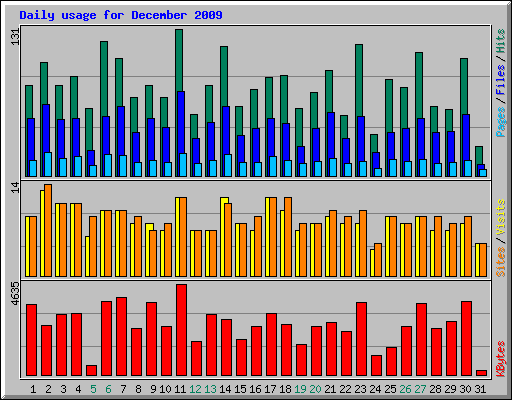 Daily usage for December 2009
131
Pages / Files / Hits
14
Sites / Visits
4635
KBytes
1 2 3 4 5 6 7 8 9 10 11 12 13 14 15 16 17 18 19 20 21 22 23 24 25 26 27 28 29 30 31